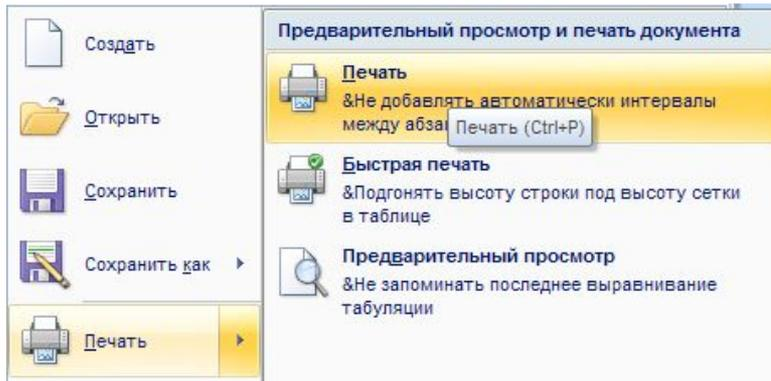 Создать
Открыть
Сохранить
Сохранить как
Печать
Предварительный просмотр и печать документа
Печать
&Не добавлять автоматически интервалы
между абза
Печать (Ctrl+P)
Быстрая печать
&Подгонять высоту строки под высоту сетки
в таблице
Предварительный просмотр
&Не запоминать последнее выравнивание
табуляции